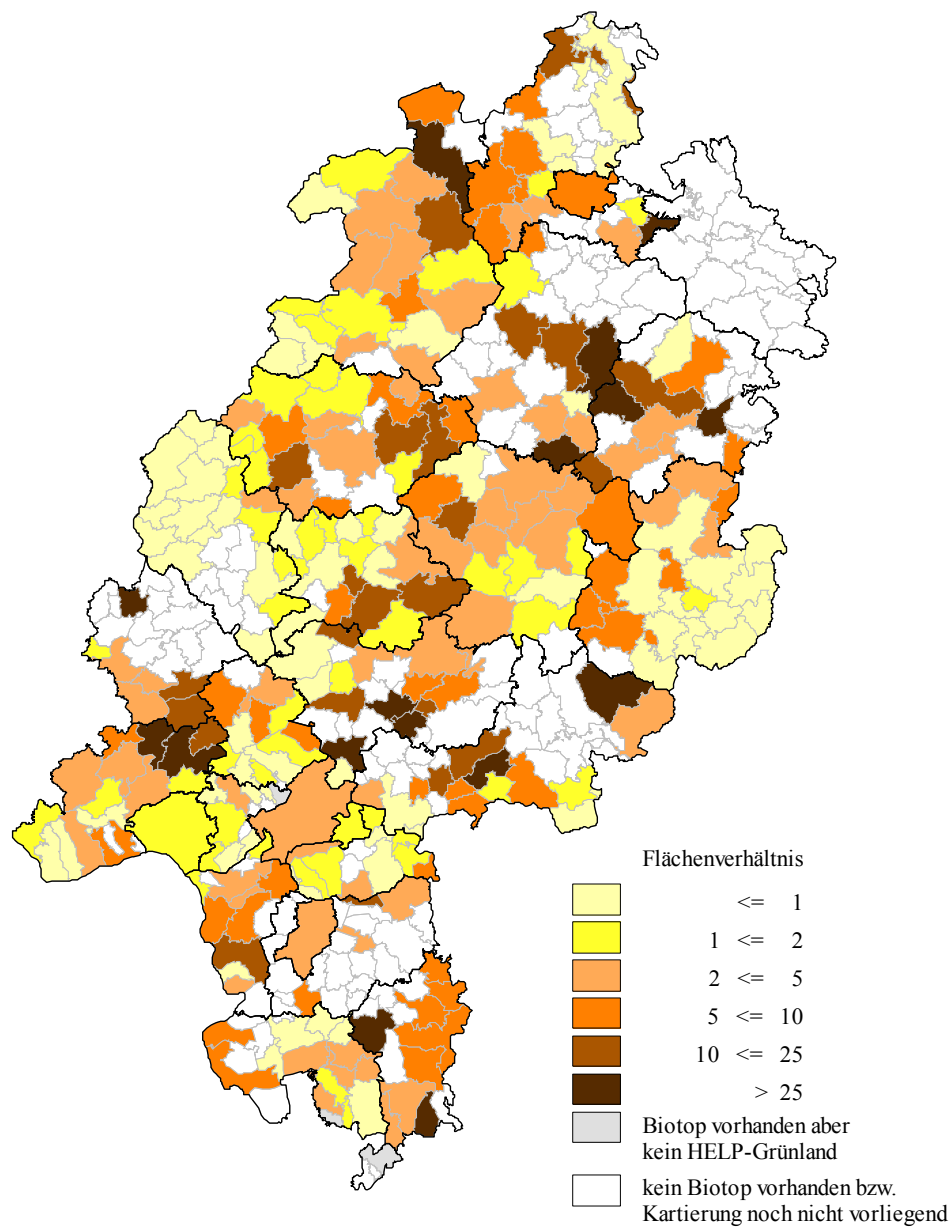 Flächenverhältnis
<= 1
1 <= 2
2 <= 5
5 <= 10
10 <= 25
> 25
Biotop vorhanden aber
kein HELP-Grünland
kein Biotop vorhanden bzw.
Kartierung noch nicht vorliegend